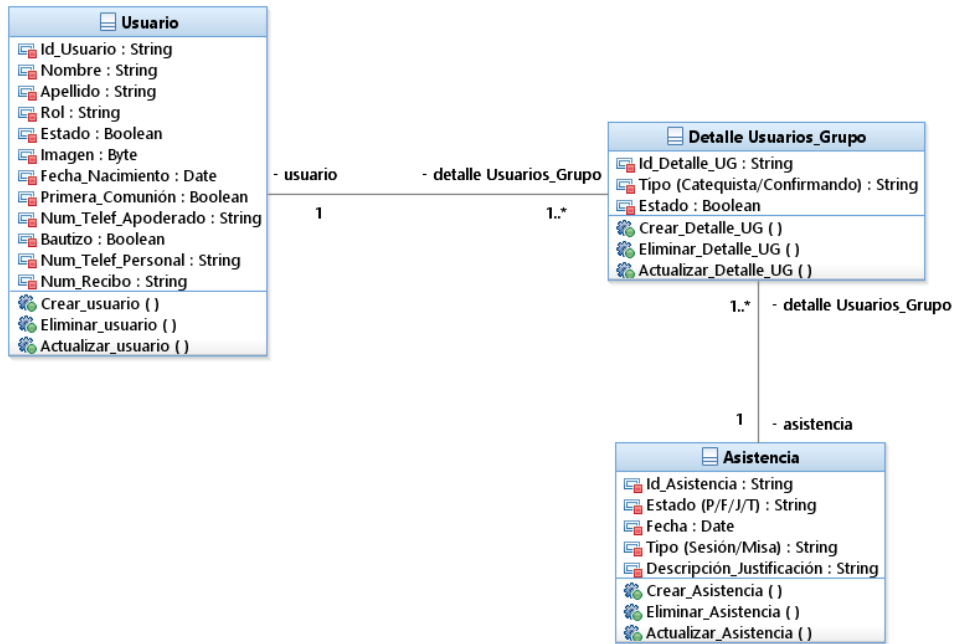 Usuario
Id_Usuario : String
Nombre : String
Apellido : String
Rol : String
Estado : Boolean
Imagen : Byte
Fecha_Nacimiento : Date
Primera_Comunión : Boolean
Num_Telef_Apoderado : String
Bautizo : Boolean
Num_Telef_Personal : String
Num_Recibo : String
Crear_usuario ( )
Eliminar_usuario ( )
Actualizar_usuario ( )
- usuario
1
- detalle Usuarios_Grupo
1..*
Detalle Usuarios_Grupo
Id_Detalle_UG : String
Tipo (Catequista/Confirmando) : String
Estado : Boolean
Crear_Detalle_UG ( )
Eliminar_Detalle_UG ( )
Actualizar_Detalle_UG ( )
1..*
- detalle Usuarios_Grupo
1
- asistencia
Asistencia
Id_Asistencia : String
Estado (P/F/J/T) : String
Fecha : Date
Tipo (Sesión/Misa) : String
Descripción_Justificación : String
Crear_Asistencia ( )
Eliminar_Asistencia ( )
Actualizar_Asistencia ( )